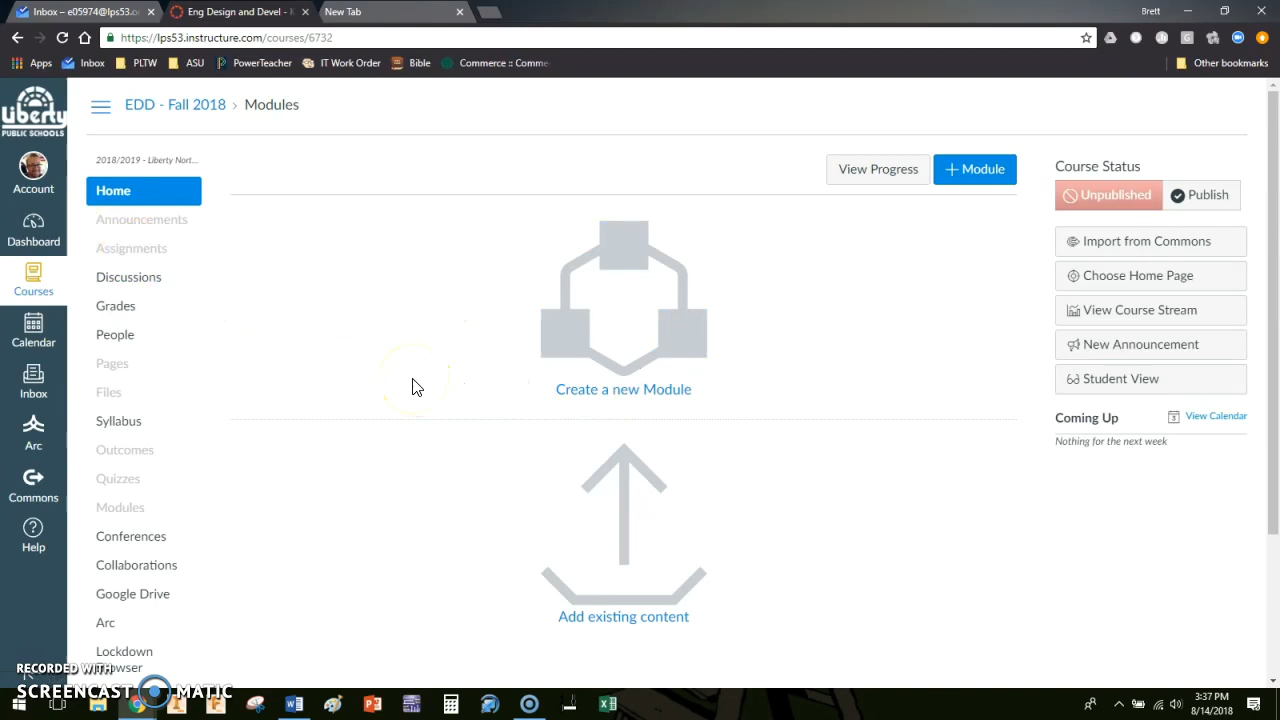 Inbox – e05974@lps53.
Eng Design and Devel - K
New Tab
Brett
https://lps53.instructure.com/courses/6732
Apps
Inbox
PLTW
ASU
PowerTeacher
IT Work Order
Bible
Commerce :: Comme
Other bookmarks
Liberty
PUBLIC SCHOOLS
Account
Dashboard
Courses
Calendar
Inbox
Arc
Commons
Help
EDD - Fall 2018 › Modules
2018/2019 - Liberty Nort...
Home
Announcements
Assignments
Discussions
Grades
People
Pages
Files
Syllabus
Outcomes
Quizzes
Modules
Conferences
Collaborations
Google Drive
Arc
Lockdown
Browser
View Progress
+ Module
Create a new Module
Add existing content
Course Status
Unpublished
Publish
Import from Commons
Choose Home Page
View Course Stream
New Announcement
Student View
Coming Up
3
View Calendar
Nothing for the next week
RECORDED WITH
SCREENCAST MATIC
3:37 PM
8/14/2018